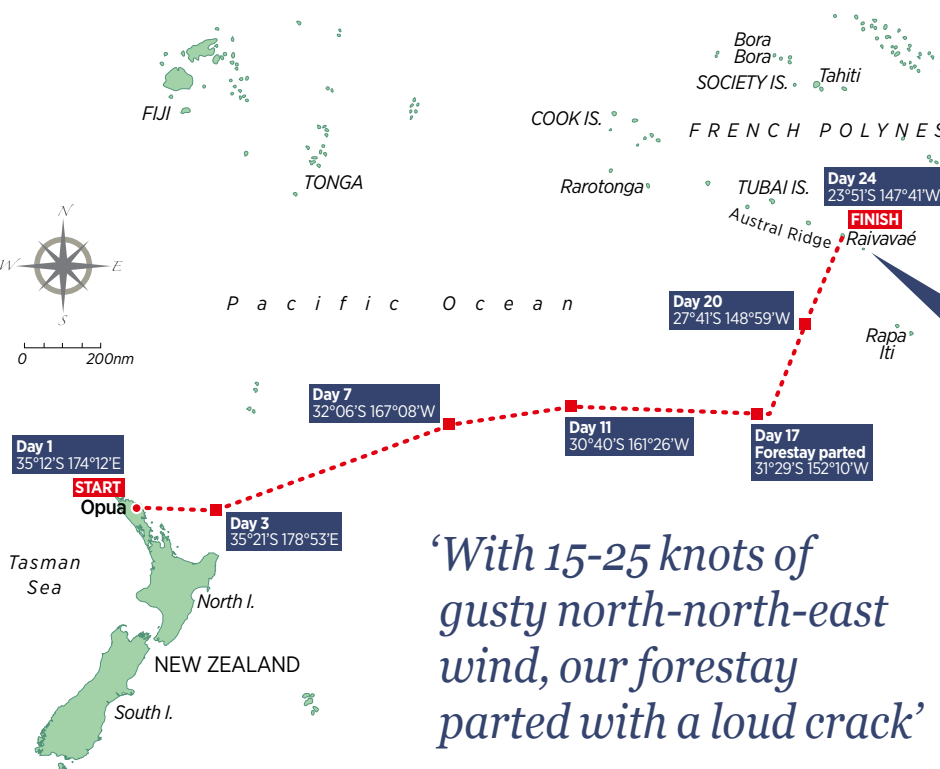 Bora
Bora
SOCIETY IS.
Tahiti
FIJI
COOK IS.
FRENCH POLYNES
TONGA
Rarotonga
TUBAI IS.
Day 24
23°51’S 147°41’W
FINISH
Austral Ridge
Raivavaé
N
W
E
S
Pacific Ocean
Day 20
27°41’S 148°59’W
Rapa
Iti
0
200nm
Day 7
32°06’S 167°08’W
Day 11
30°40’S 161°26’W
Day 17
Forestay parted
31°29’S 152°10’W
Day 1
35°12’S 174°12’E
START
Opua
Day 3
35°21’S 178°53’E
Tasman
Sea
North I.
NEW ZEALAND
South I.
‘With 15-25 knots of
gusty north-north-east
wind, our forestay
parted with a loud crack’